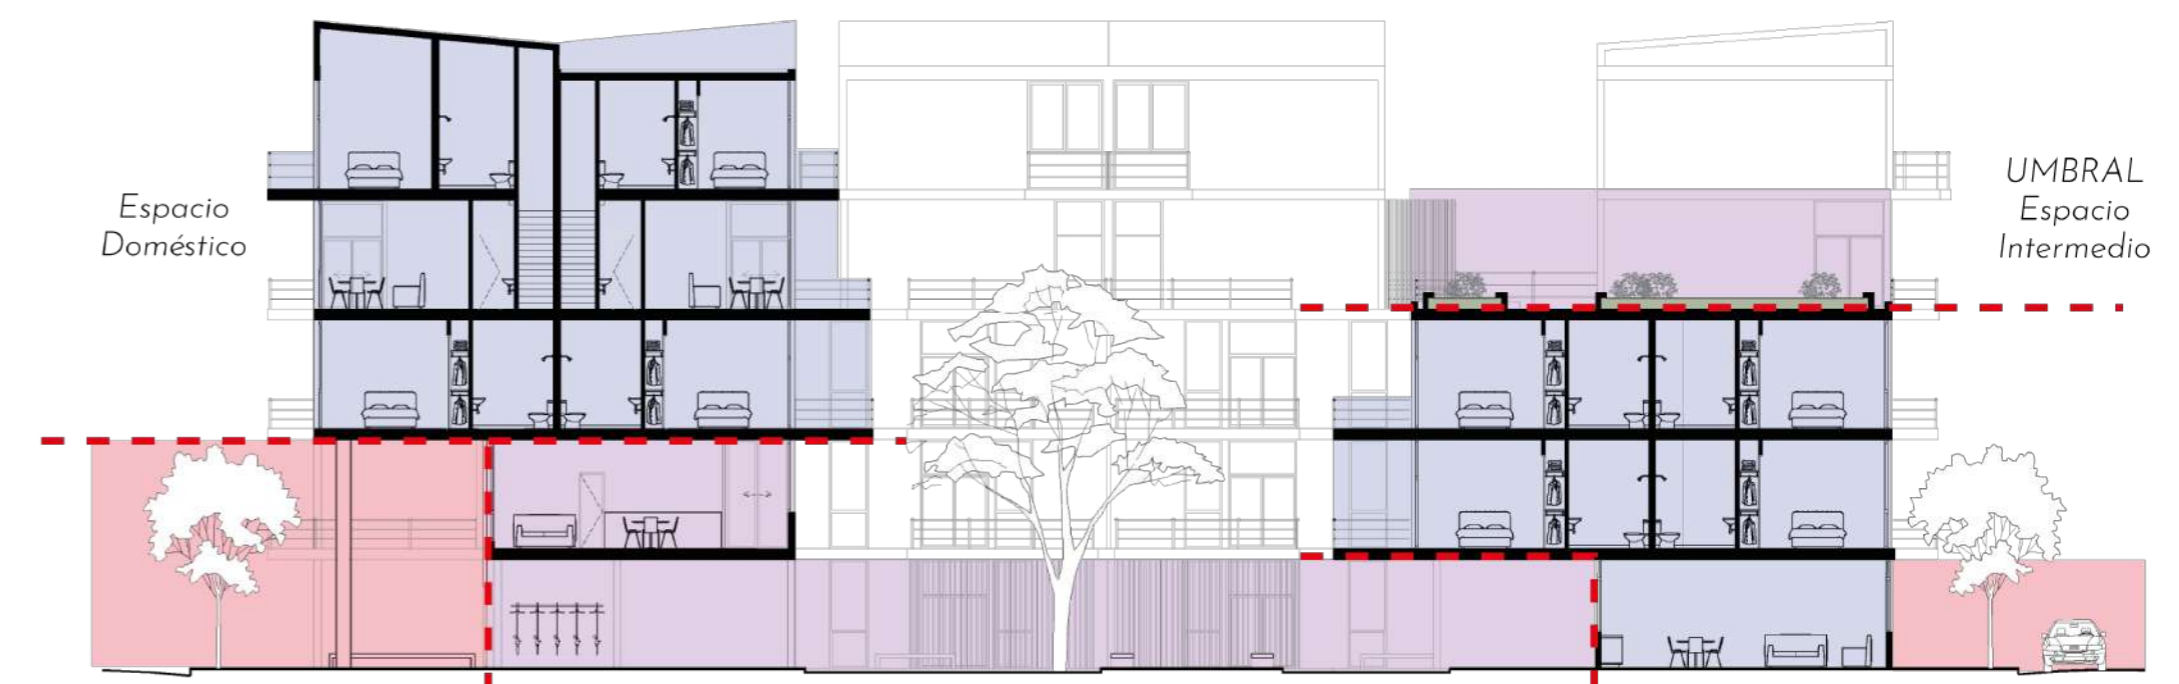 Espacio
Doméstico
UMBRAL
Espacio
Intermedio